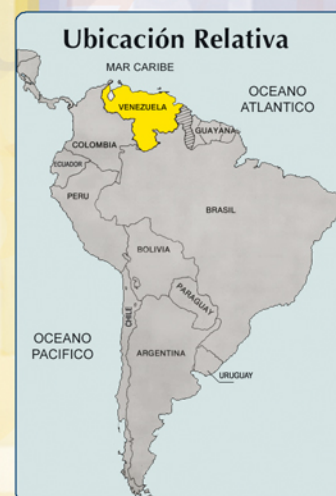 Ubicación Relativa
MAR CARIBE
OCEANO
ATLANTICO
VENEZUELA
GUAYANA
COLOMBIA
ECUADOR
PERU
BRASIL
BOLIVIA
PARAGUAY
CHILE
OCEANO
PACIFICO
ARGENTINA
URUGUAY